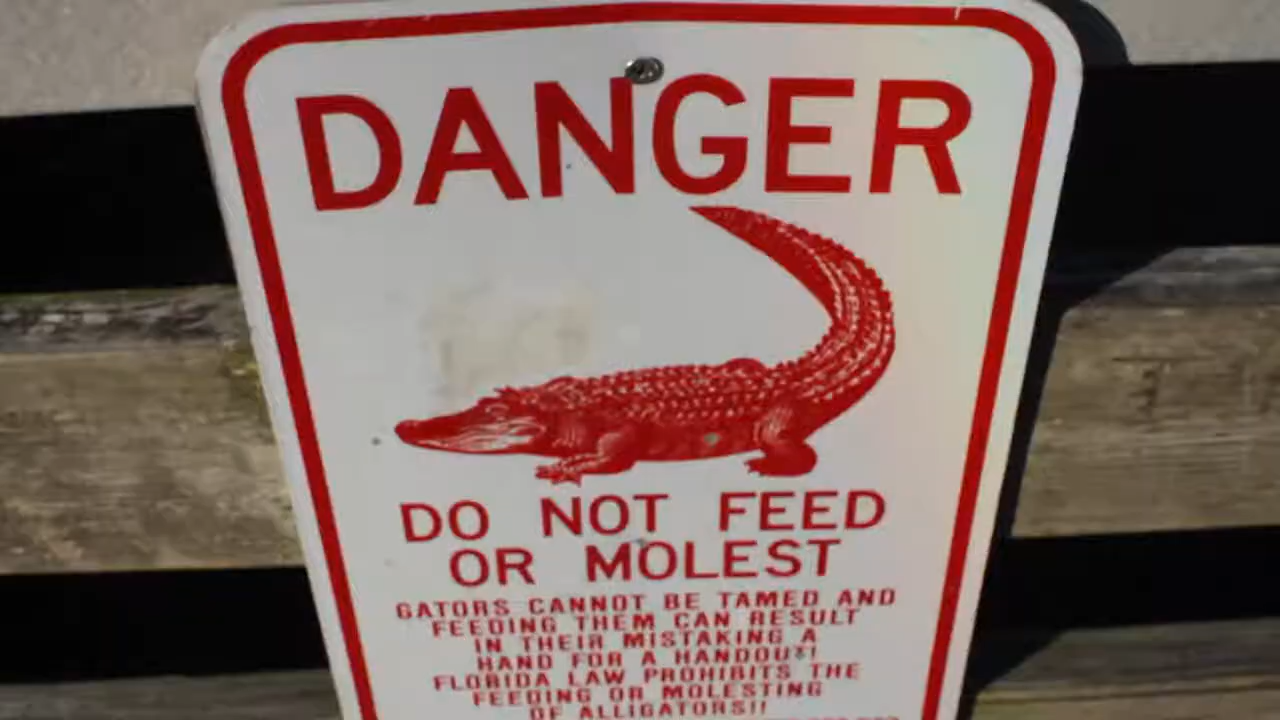 DANGER
DO NOT FEED
OR MOLEST
GATORS CANNOT BE TAMED AND
FEEDING THEM CAN RESULT
IN THEIR MISTAKING A
HAND FOR A HANDOUT!
FLORIDA LAW PROHIBITS THE
FEEDING OR MOLESTING
OF ALLIGATORS!!